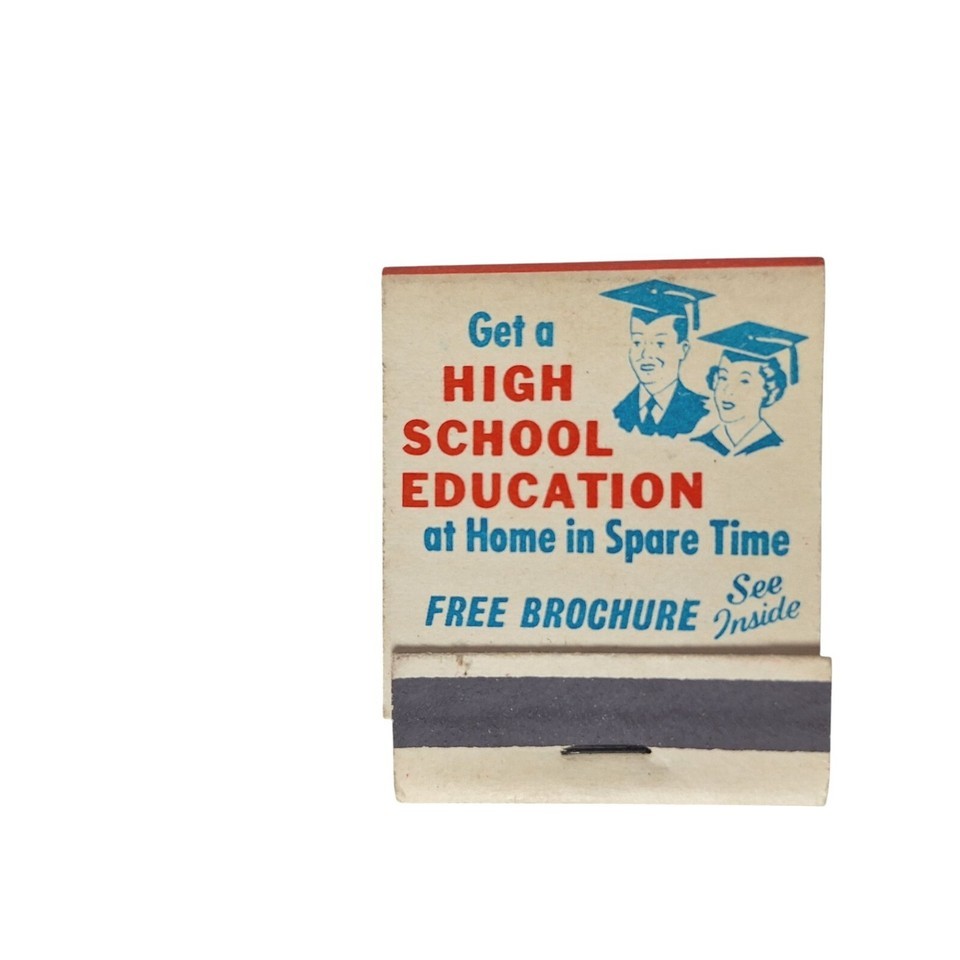 Get a
HIGH
SCHOOL
EDUCATION
at Home in Spare Time
FREE BROCHURE See Inside